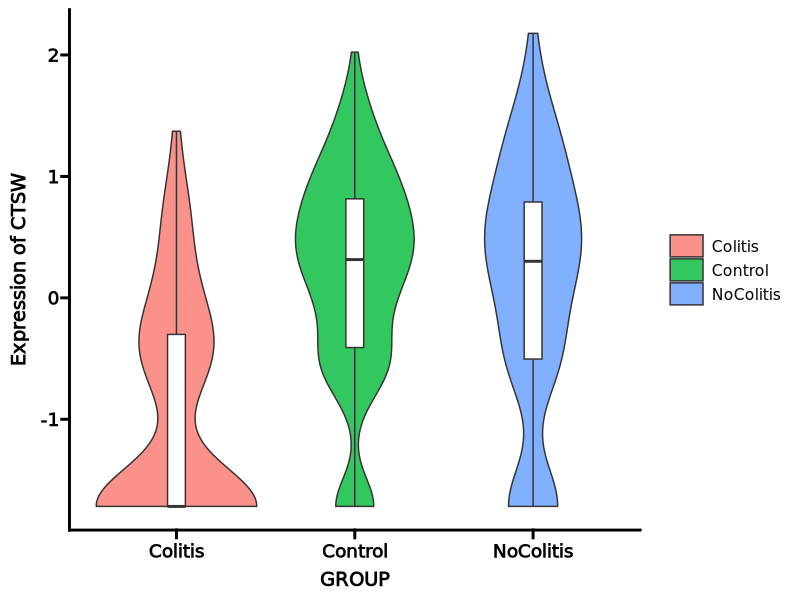 Expression of CTSW
2
1
0
-1
Colitis
Control
NoColitis
GROUP
Colitis
Control
NoColitis